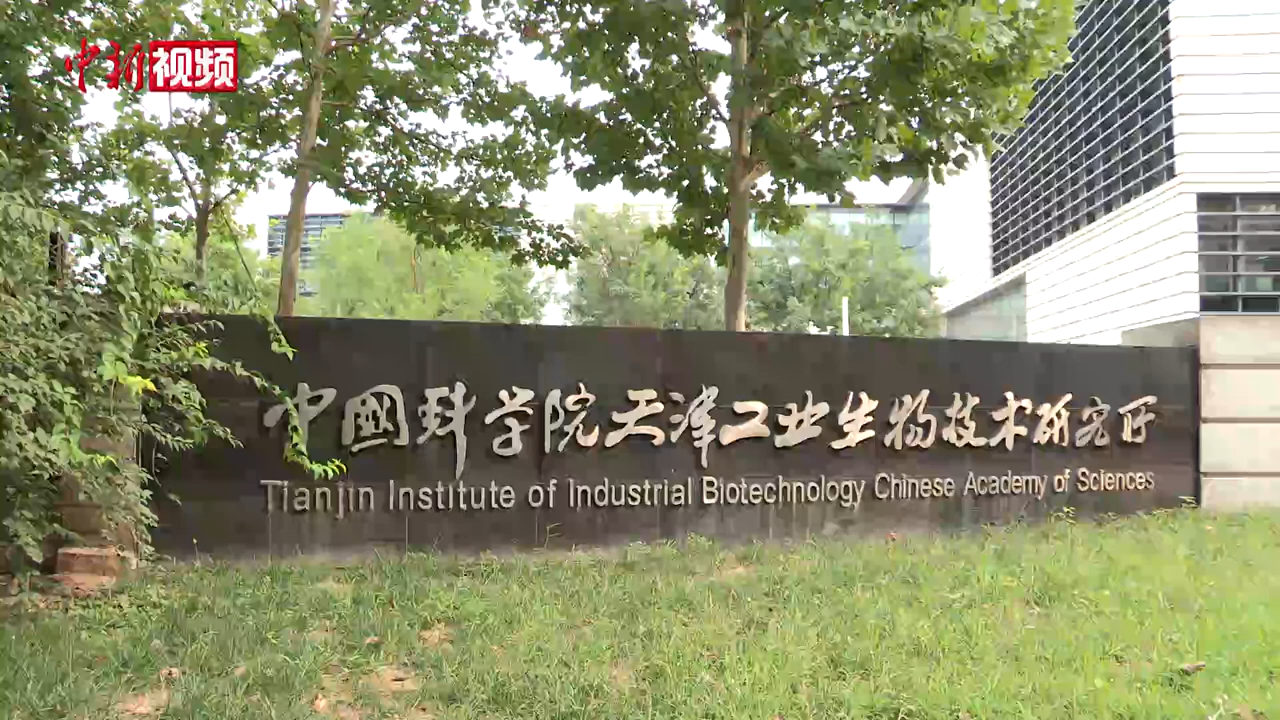 中新视频
中国科学院天津工业生物技术研究所
Tianjin Institute of Industrial Biotechnology Chinese Academy of Sciences